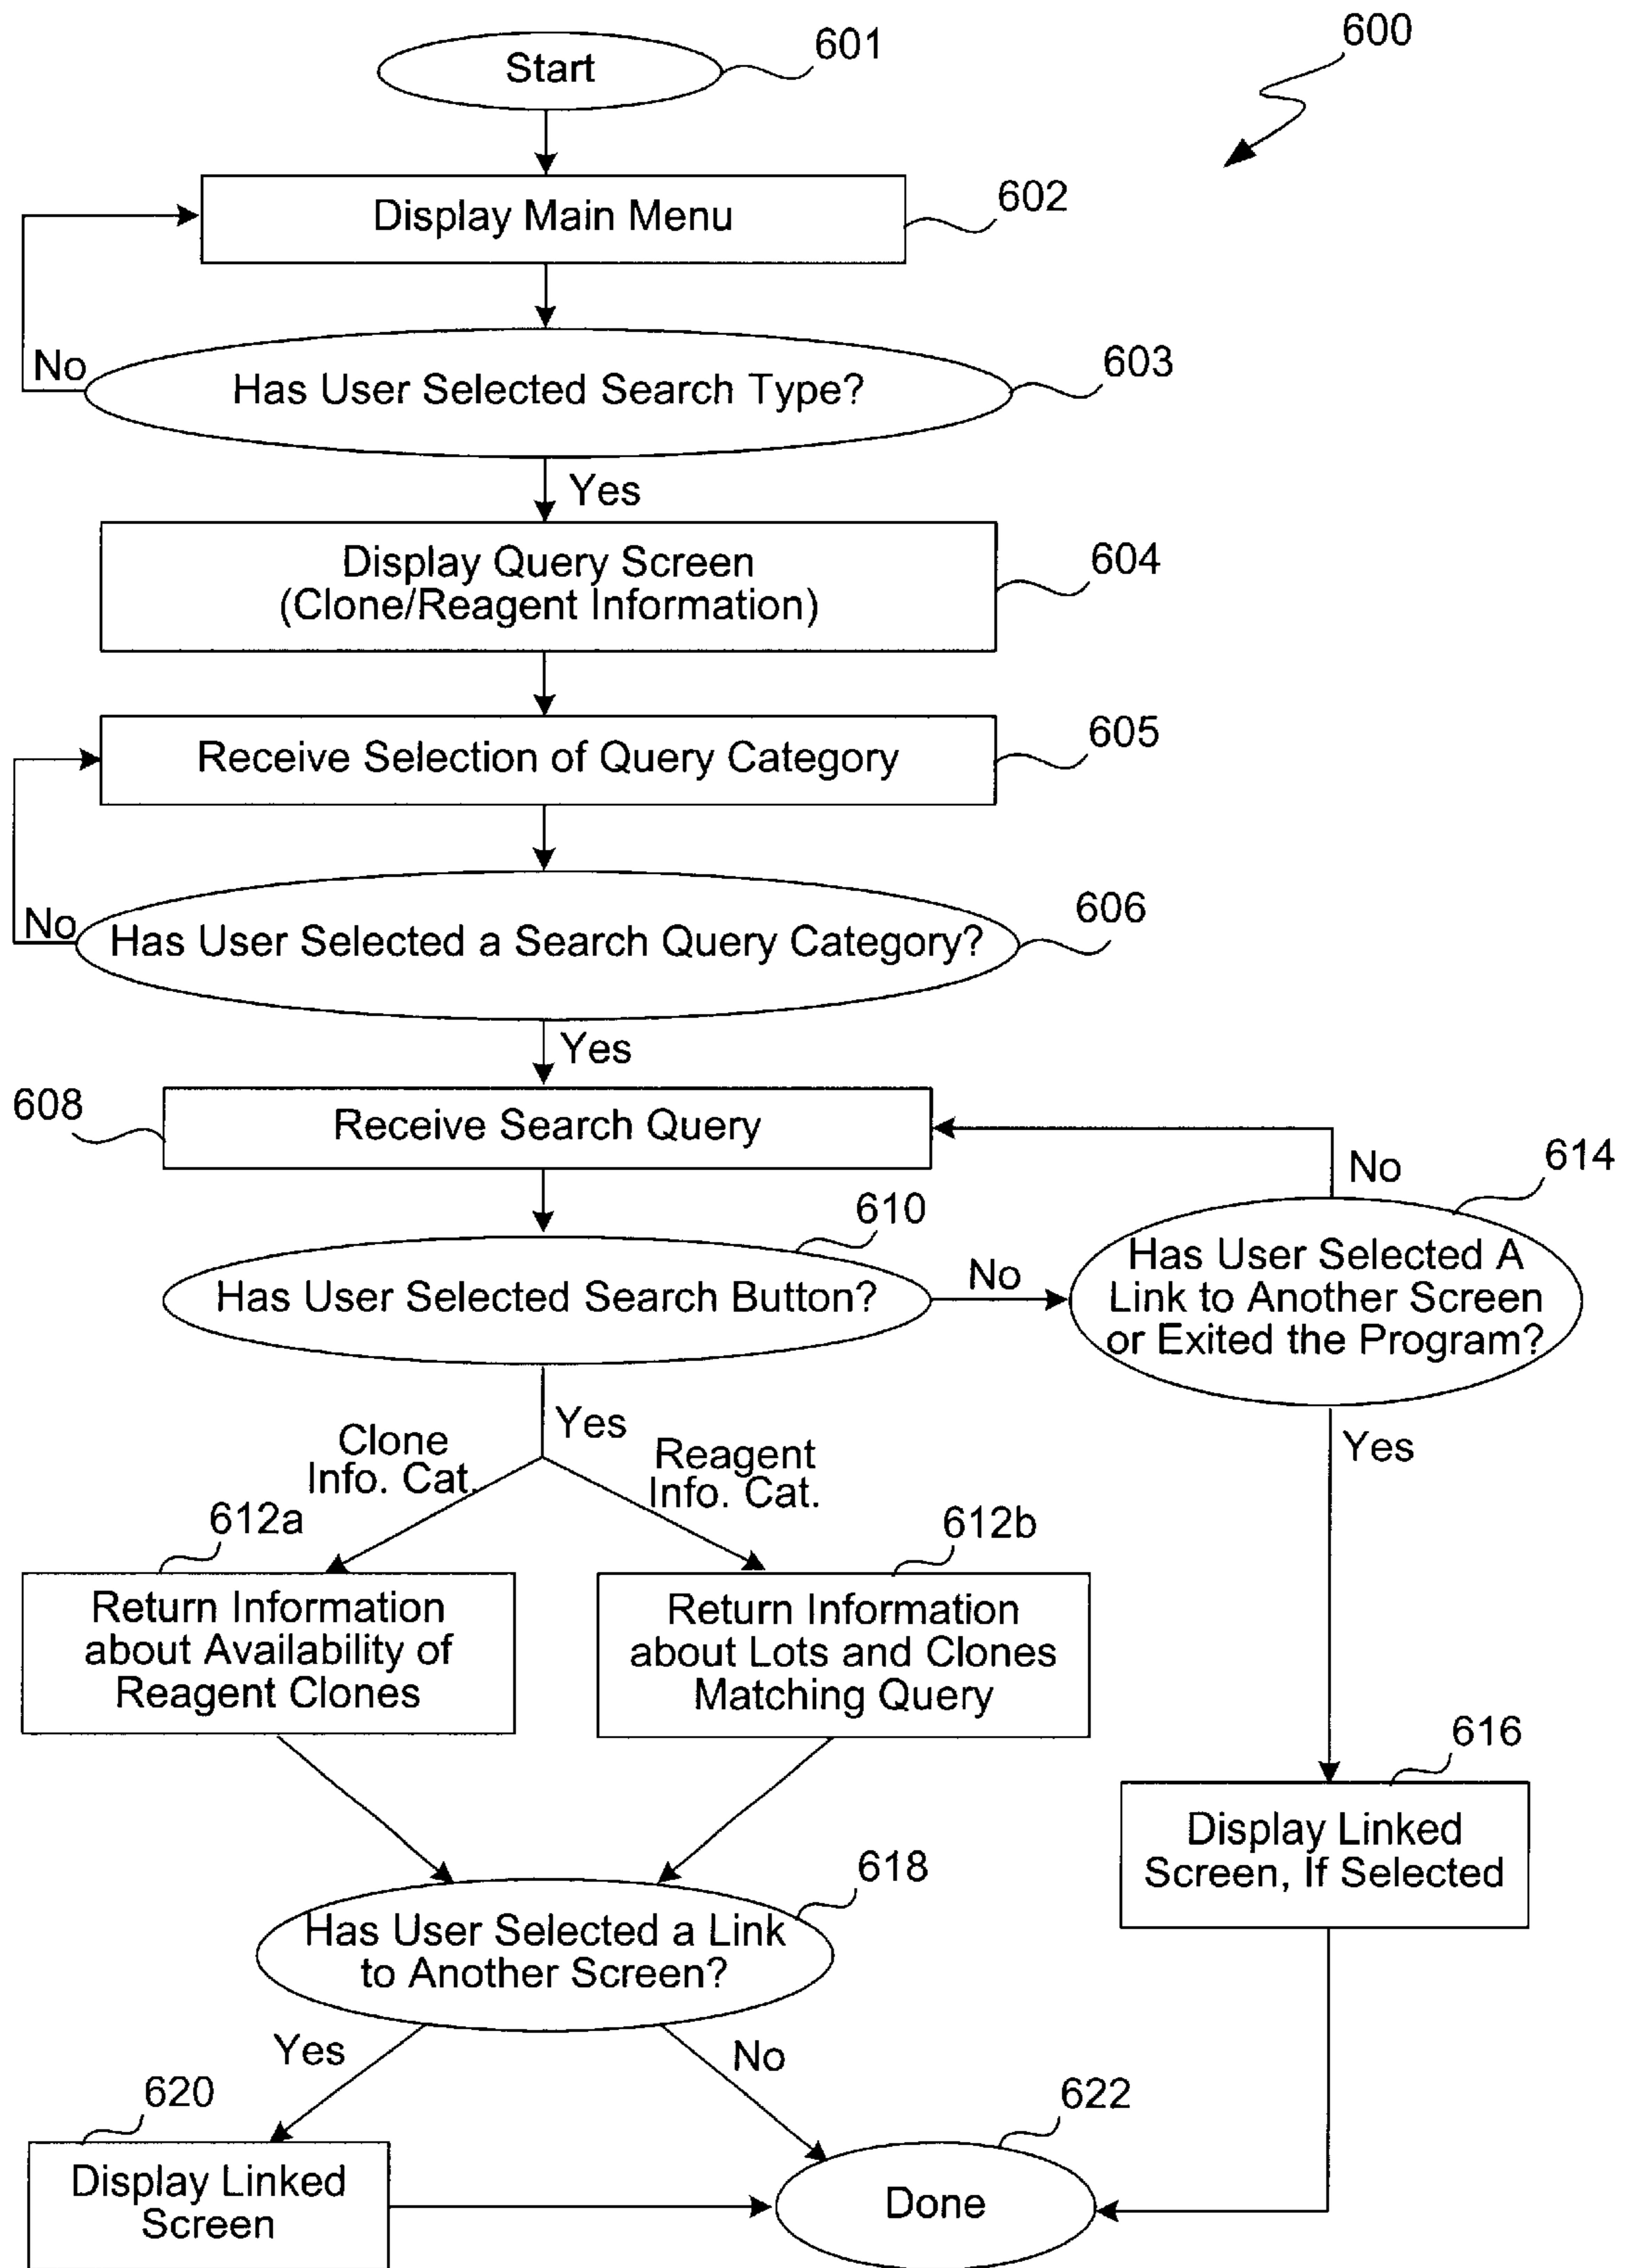 600
Start
601
Display Main Menu
602
No
Has User Selected Search Type?
603
Yes
Display Query Screen
(Clone/Reagent Information)
604
Receive Selection of Query Category
605
No
Has User Selected a Search Query Category?
606
Yes
608
Receive Search Query
No
614
610
Has User Selected Search Button?
No
Has User Selected A
Link to Another Screen
or Exited the Program?
Yes
Clone
Info. Cat.
Reagent
Info. Cat.
Yes
612a
612b
Return Information
about Availability of
Reagent Clones
Return Information
about Lots and Clones
Matching Query
616
Display Linked
Screen, If Selected
618
Has User Selected a Link
to Another Screen?
Yes
No
620
622
Display Linked
Screen
Done